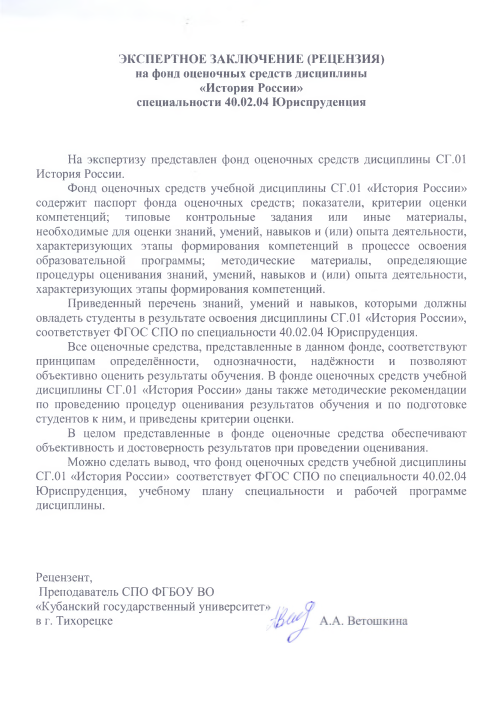 ЭКСПЕРТНОЕ ЗАКЛЮЧЕНИЕ (РЕЦЕНЗИЯ)
на фонд оценочных средств дисциплины
«История России»
специальности 40.02.04 Юриспруденция
На экспертизу представлен фонд оценочных средств дисциплины СГ.01
История России.
Фонд оценочных средств учебной дисциплины СГ.01 «История России»
содержит паспорт фонда оценочных средств; показатели, критерии оценки
компетенций; типовые контрольные задания или иные материалы,
необходимые для оценки знаний, умений, навыков и (или) опыта деятельности,
характеризующих этапы формирования компетенций в процессе освоения
образовательной программы; методические материалы, определяющие
процедуры оценивания знаний, умений, навыков и (или) опыта деятельности,
характеризующих этапы формирования компетенций.
Приведенный перечень знаний, умений и навыков, которыми должны
овладеть студенты в результате освоения дисциплины СГ.01 «История России»,
соответствует ФГОС СПО по специальности 40.02.04 Юриспруденция.
Все оценочные средства, представленные в данном фонде, соответствуют
принципам определённости, однозначности, надёжности и позволяют
объективно оценить результаты обучения. В фонде оценочных средств учебной
дисциплины СГ.01 «История России» даны также методические рекомендации
по проведению процедур оценивания результатов обучения и по подготовке
студентов к ним, и приведены критерии оценки.
В целом представленные в фонде оценочные средства обеспечивают
объективность и достоверность результатов при проведении оценивания.
Можно сделать вывод, что фонд оценочных средств учебной дисциплины
СГ.01 «История России» соответствует ФГОС СПО по специальности 40.02.04
Юриспруденция, учебному плану специальности и рабочей программе
дисциплины.
Рецензент,
Преподаватель СПО ФГБОУ ВО
«Кубанский государственный университет»
в г. Тихорецке А.А. Ветошкина